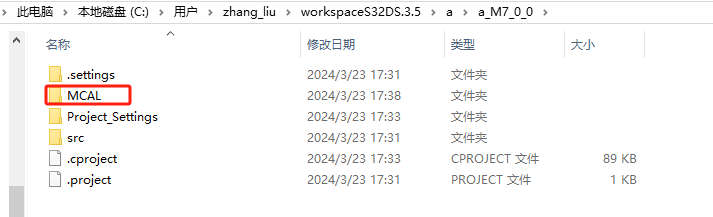 此电脑 > 本地磁盘 (C:) > 用户 > zhang_liu > workspaceS32DS.3.5 > a > a_M7_0_0 >
名称 修改日期 类型 大小
.settings 2024/3/23 17:31 文件夹
MCAL 2024/3/23 17:38 文件夹
Project_Settings 2024/3/23 17:33 文件夹
src 2024/3/23 17:31 文件夹
.cproject 2024/3/23 17:33 CPROJECT 文件 89 KB
.project 2024/3/23 17:31 PROJECT 文件 1 KB